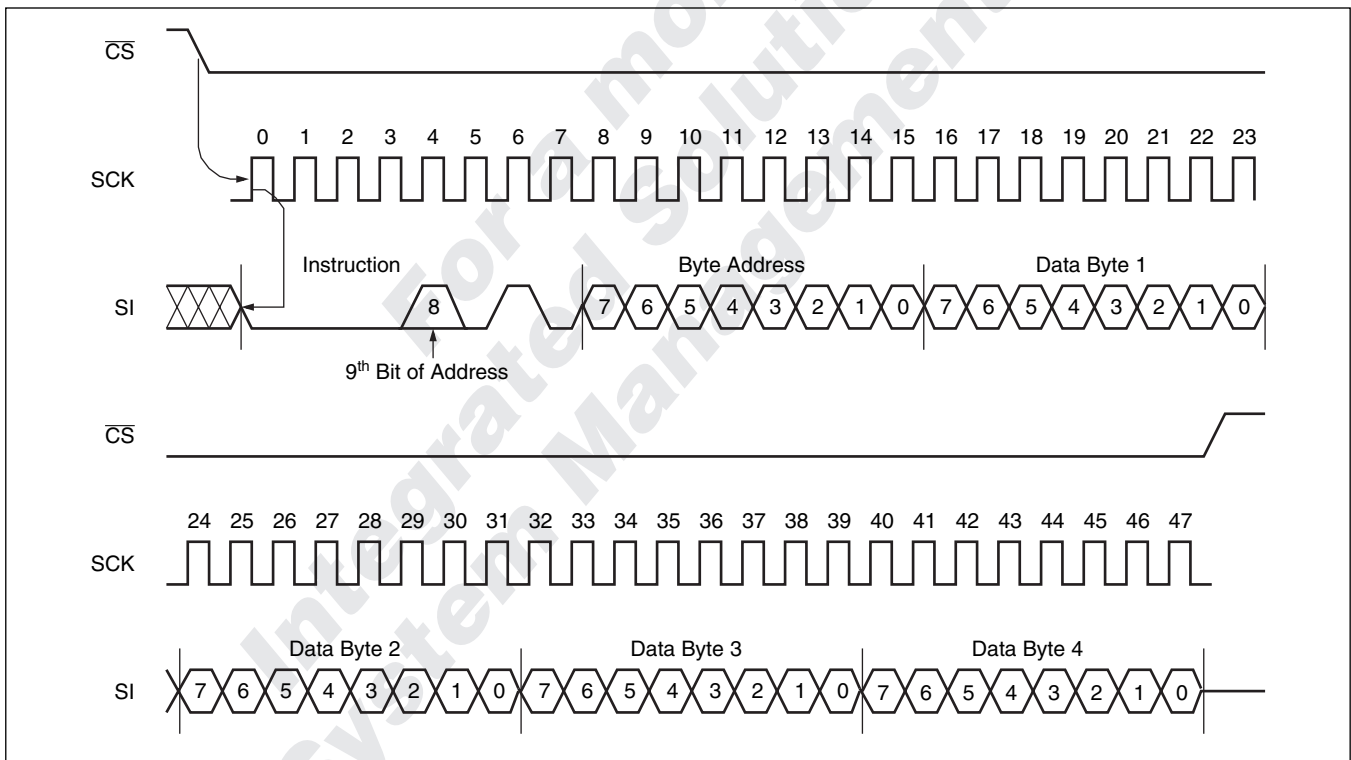 CS
0 1 2 3 4 5 6 7 8 9 10 11 12 13 14 15 16 17 18 19 20 21 22 23
SCK
Instruction Byte Address Data Byte 1
SI 8 7 6 5 4 3 2 1 0 7 6 5 4 3 2 1 0
9th Bit of Address
CS
24 25 26 27 28 29 30 31 32 33 34 35 36 37 38 39 40 41 42 43 44 45 46 47
SCK
Data Byte 2 Data Byte 3 Data Byte 4
SI 7 6 5 4 3 2 1 0 7 6 5 4 3 2 1 0 7 6 5 4 3 2 1 0
For a mo
Integrated Soluti
System Management